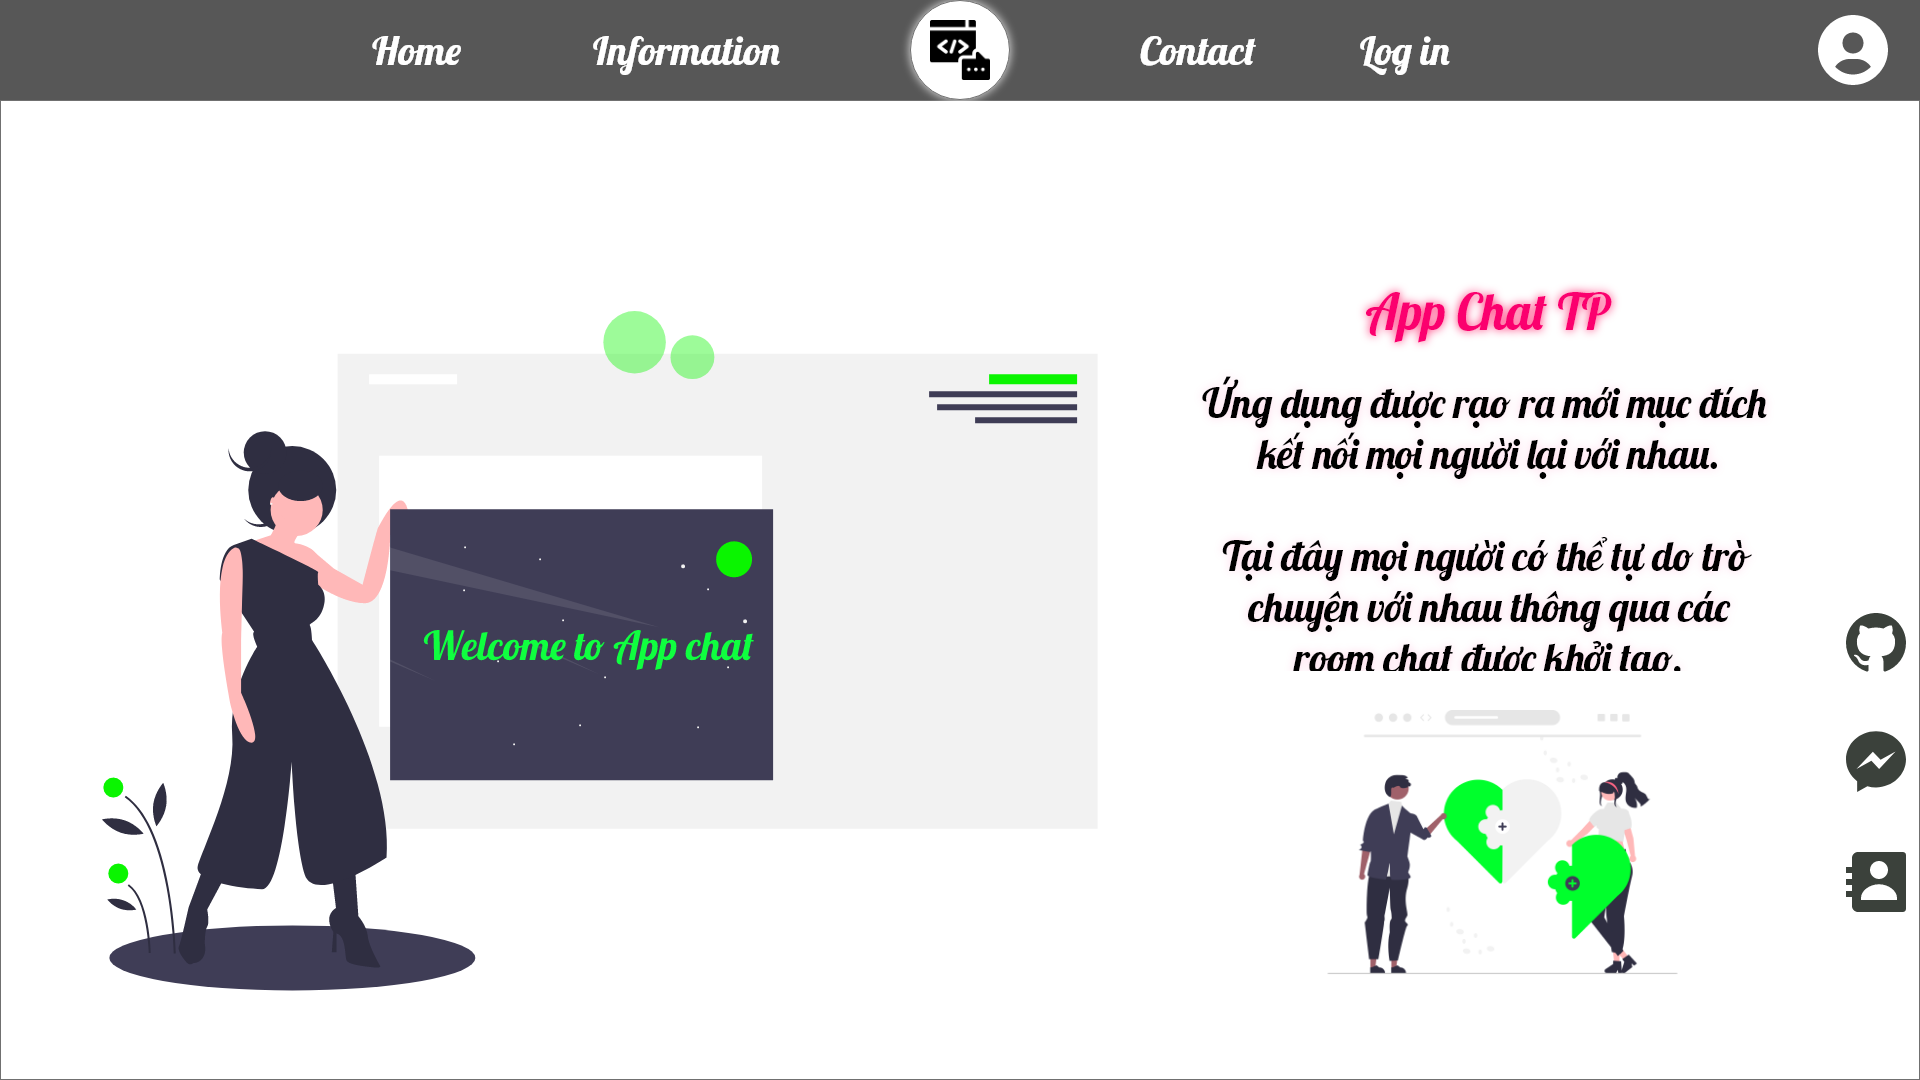 Home Information </> Contact Log in
App Chat TP
Ứng dụng được rạo ra mới mục đích
kết nối mọi người lại với nhau.
Tại đây mọi người có thể tự do trò
chuyện với nhau thông qua các
room chat được khởi tạo.
Welcome to App chat